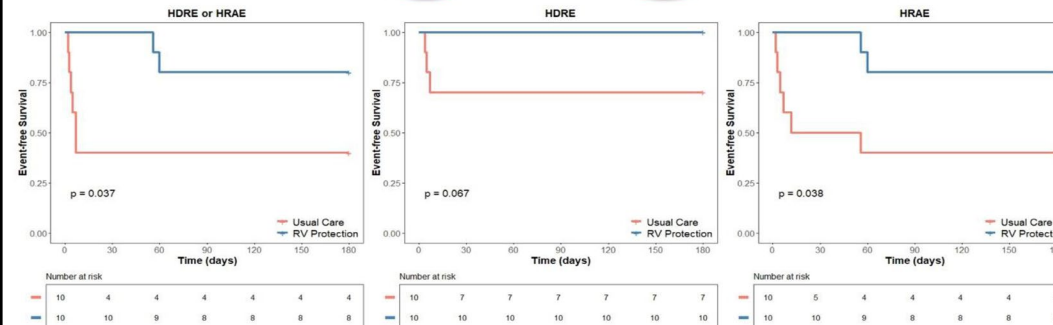 HDRE or HRAE
Event-free Survival
1.00
0.75
0.50
0.25
0.00
p = 0.037
Usual Care
RV Protection
0 30 60 90 120 150 180
Time (days)
Number at risk
10 4 4 4 4 4 4
10 10 9 8 8 8 8
HDRE
Event-free Survival
1.00
0.75
0.50
0.25
0.00
p = 0.067
Usual Care
RV Protection
0 30 60 90 120 150 180
Time (days)
Number at risk
10 7 7 7 7 7 7
10 10 10 10 10 10 10
HRAE
Event-free Survival
1.00
0.75
0.50
0.25
0.00
p = 0.038
Usual Care
RV Protect
0 30 60 90 120 150
Time (days)
Number at risk
10 5 4 4 4 4
10 10 9 8 8 8